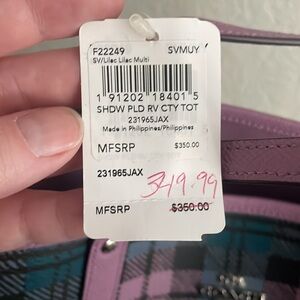 F22249 SVMUY
SV/Lilac Lilac Multi
1 91202 18401 5
SHDW PLD RV CTY TOT
231965JAX
Made in Philippines/Philippines
MFSRP $350.00
231965JAX
349.99
MFSRP $350.00